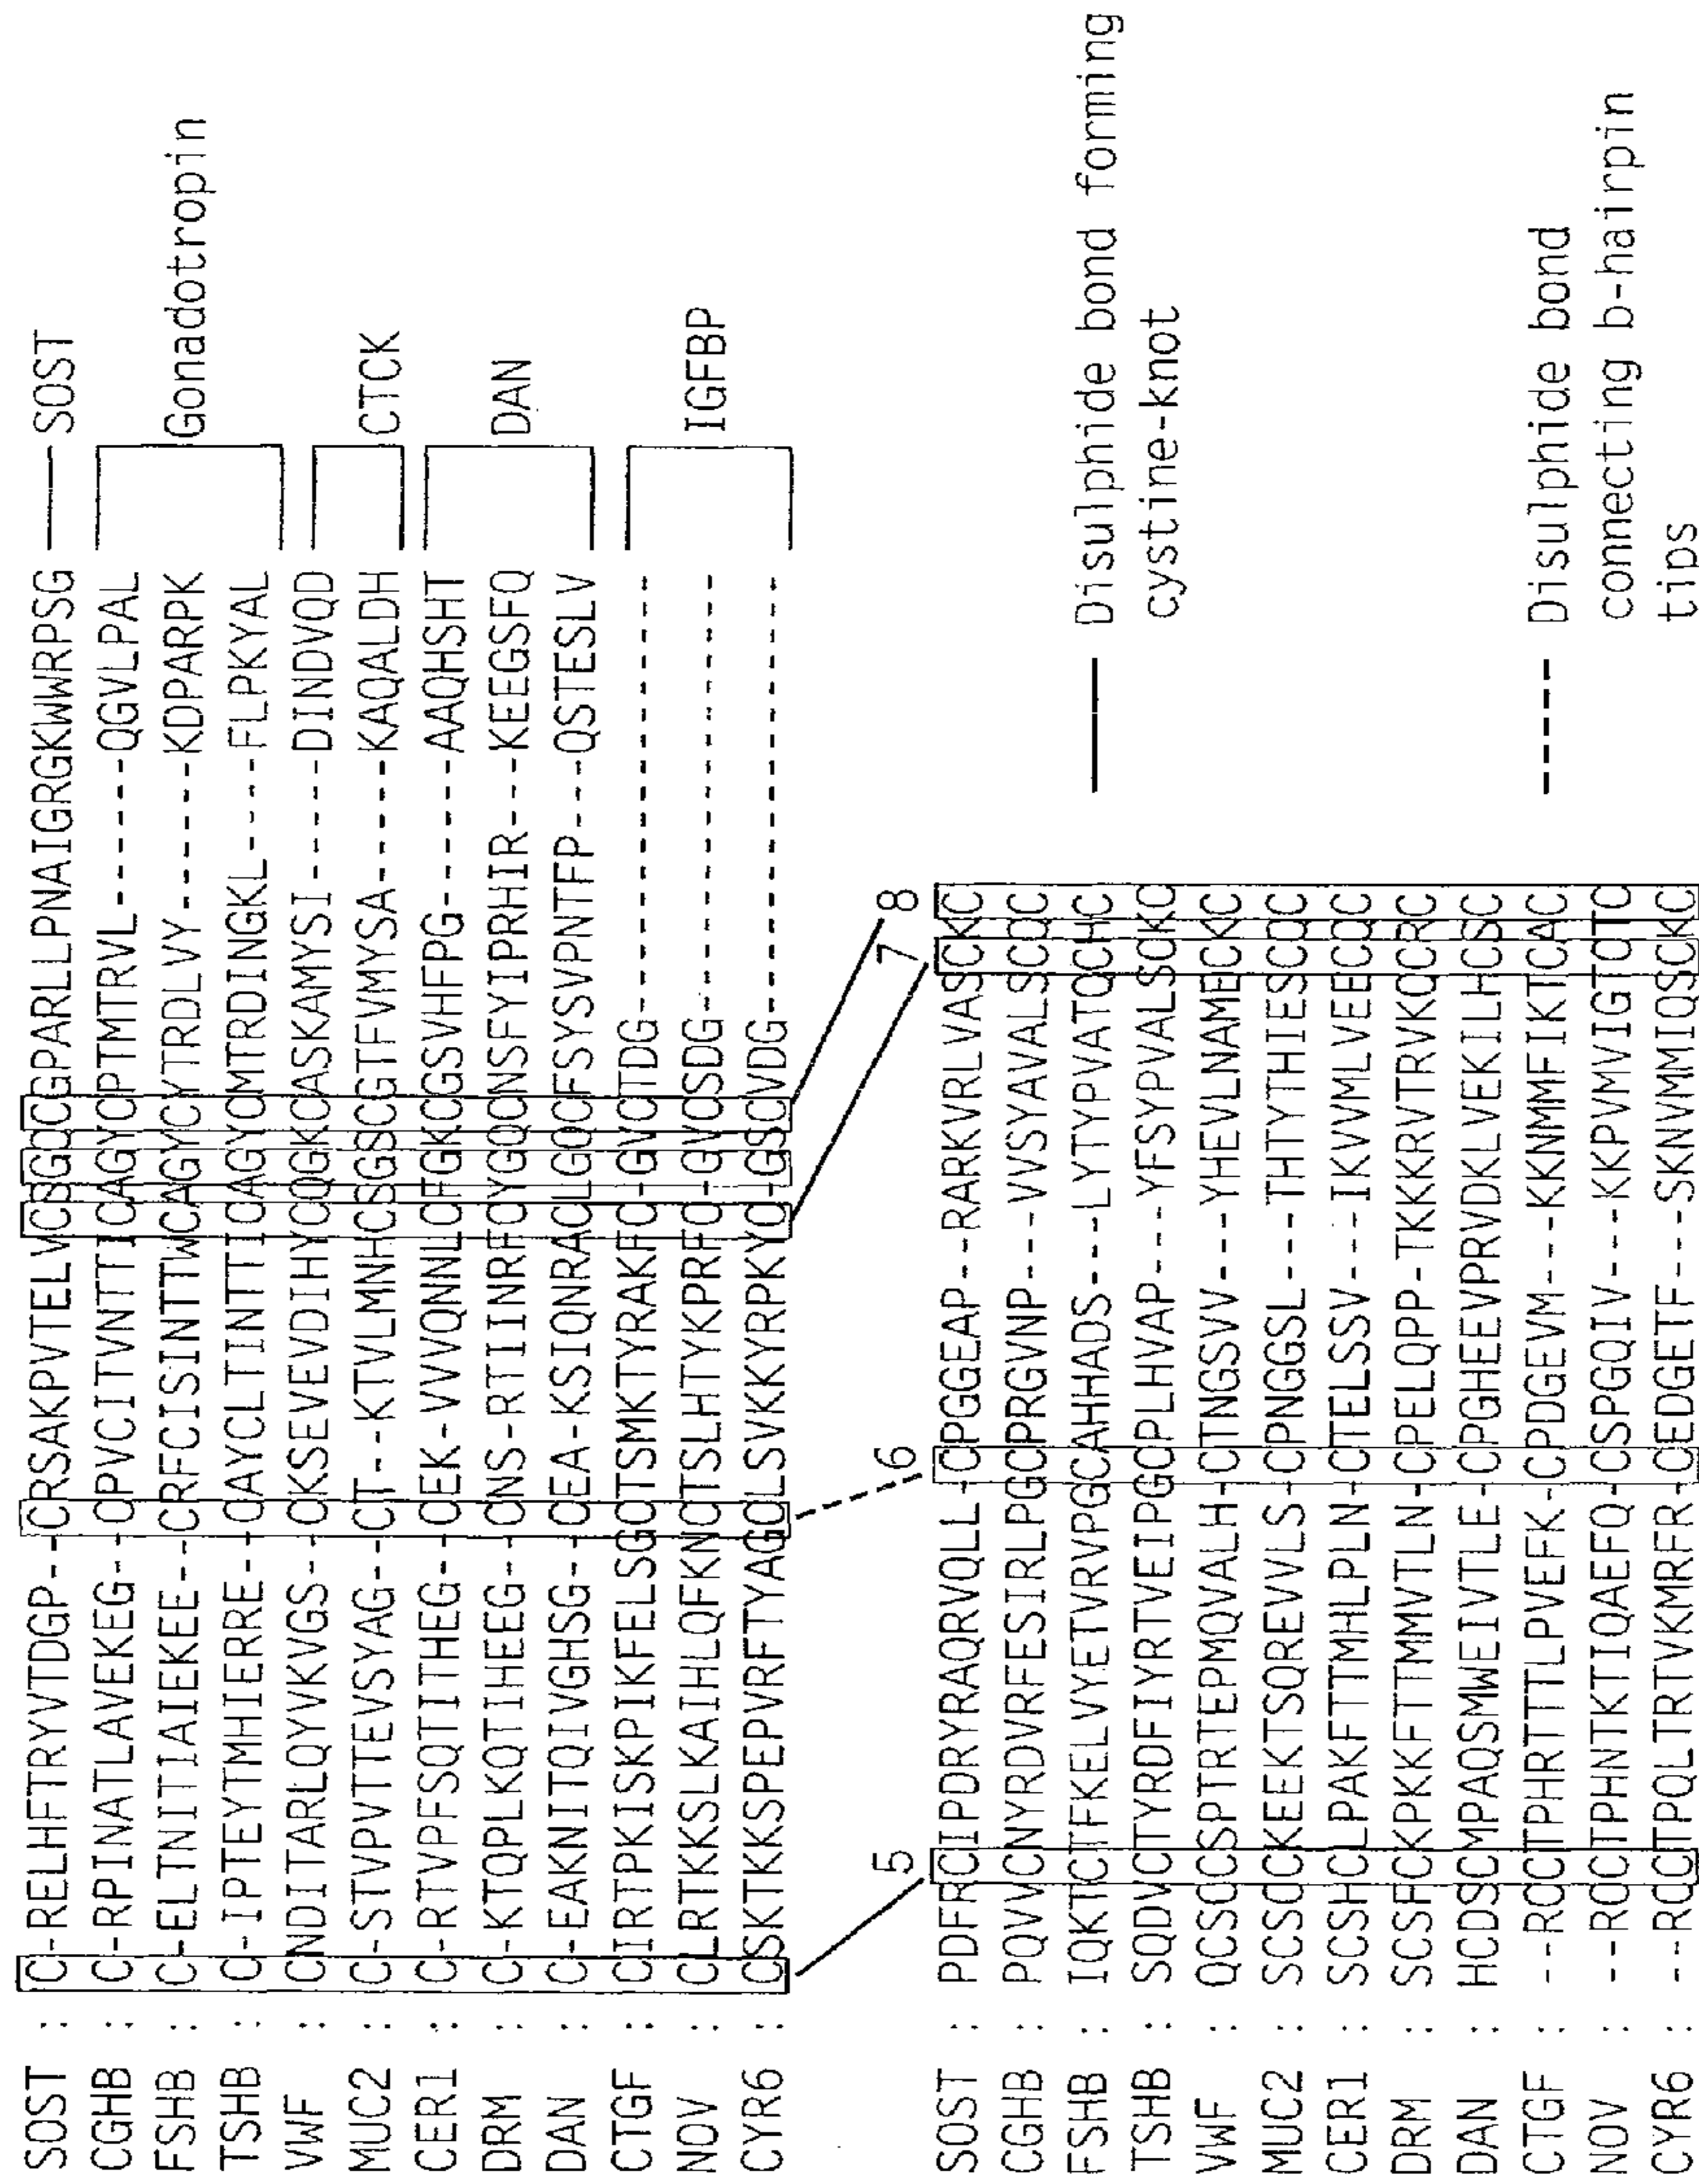 SOST : C-RELHFTRYVTDGP--CRSAKPVTELVCSGQCGPARLLPNAIGRGKWWRPSG
CGHB : C-RPINATLAVEKEG--CPVCITVNTTICAGYCPTMTRVL------QGVLPAL
FSHB : C-ELTNITIAIEKEE--CRFCISINTTWCAGYCYTRDLVY------KDPARPK
TSHB : C-IPTEYTMHIERRE--CAYCLTINTTICAGYCMTRDINGKL----FLPKYAL
VWF : CNDITARLQYVKVGS--CKSEVEVDIHYCQGKCASKAMYSI-----DINDVQD
MUC2 : C-STVPVTTEVSYAG--CT--KTVLMNHCSGSCGTFVMYSA-----KAQALDH
CER1 : C-RTVPFSQTITHEG--CEK-VVVQNNLCFGKCGSVHFPG------AAQHSHT
DRM : C-KTQPLKQTIHEEG--CNS-RTIINRFCYGQCNSFYIPRHIR---KEEGSFQ
DAN : C-EAKNITQIVGHSG--CEA-KSIQNRACLGQCFSYSVPNTFP---QSTESLV
CTGF : CIRTPKISKPIKFELSGCTSMKTYRAKFC-GVCTDG-----------------
NOV : CLRTKKSLKAIHLQFKNCTSLHTYKPRFC-GVCSDG-----------------
CYR6 : CSKTKKSPEPVRFTYAGCLSVKKYRPKYC-GSCVDG-----------------
SOST
Gonadotropin
CTCK
DAN
IGFBP
5 6 7 8
SOST : PDFRCIPDRYRAQRVQLL-CPGGEAP--RARKVRLVASCKC
CGHB : PQVVCNYRDVRFESIRLPGCPRGVNP----VVSYAVALSCQC
FSHB : IQKTCTFKELVYETVRVPGCAHHADS---LYTYPVATQCHC
TSHB : SQDVCTYRDFIYRTVEIPGCPLHVAP----YFSYPVALSCKC
VWF : QCSCCSPTRTEPMQVALH-CTNGSVV----YHEVLNAMECKC
MUC2 : SCSCCKEEKTSQREVVLS-CPNGGSL----THTYTHIESCQC
CER1 : SCSHCLPAKFTTMHLPLN-CTELSSV---IKVVMLVEECQC
DRM : SCSFCKPKKFTTMMVTLN-CPELQPP-TKKKRVTRVKQCRC
DAN : HCDSCMPAQSMWEIVTLE-CPGHEEVPRVDKLVEKILHCSC
CTGF : --RCCTPHRTTTLPVEFK-CPDGEVM---KKNMMFIKTCAC
NOV : --RCCTPHNTKTIQAEFQ-CSPGQIV----KKPVMVIGTCTC
CYR6 : --RCCTPQLTRTVKMRFR-CEDGETF---SKNVMMIQSCKC
Disulphide bond forming
cystine-knot
Disulphide bond
connecting b-hairpin
tips